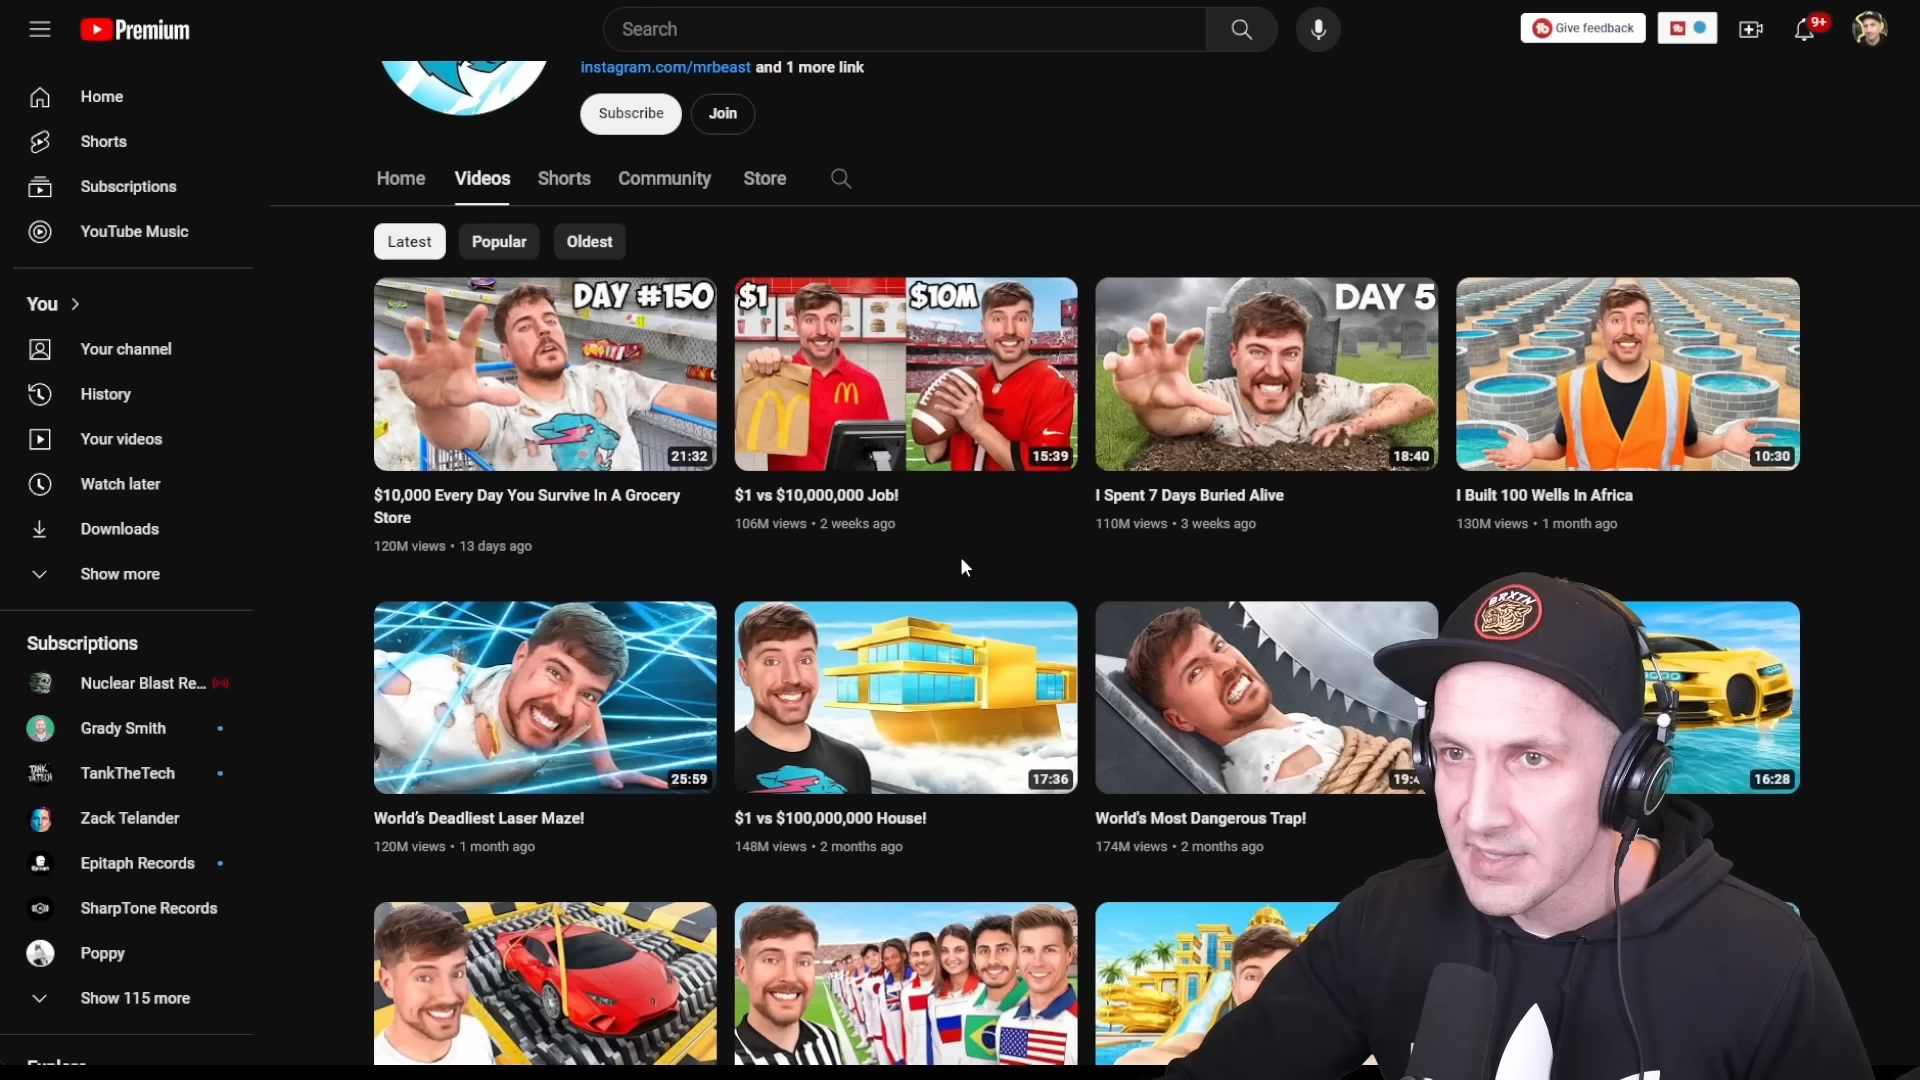 Premium
Search
Give feedback
9+
instagram.com/mrbeast and 1 more link
Subscribe
Join
Home
Shorts
Subscriptions
YouTube Music
You
Your channel
History
Your videos
Watch later
Downloads
Show more
Subscriptions
Nuclear Blast Re...
Grady Smith
TankTheTech
Zack Telander
Epitaph Records
SharpTone Records
Poppy
Show 115 more
Home
Videos
Shorts
Community
Store
Latest
Popular
Oldest
DAY #150
21:32
$10,000 Every Day You Survive In A Grocery
Store
120M views • 13 days ago
$1
$10M
15:39
$1 vs $10,000,000 Job!
106M views • 2 weeks ago
DAY 5
18:40
I Spent 7 Days Buried Alive
110M views • 3 weeks ago
10:30
I Built 100 Wells In Africa
130M views • 1 month ago
25:59
World's Deadliest Laser Maze!
120M views • 1 month ago
17:36
$1 vs $100,000,000 House!
148M views • 2 months ago
World's Most Dangerous Trap!
174M views • 2 months ago
16:28
BRXTN